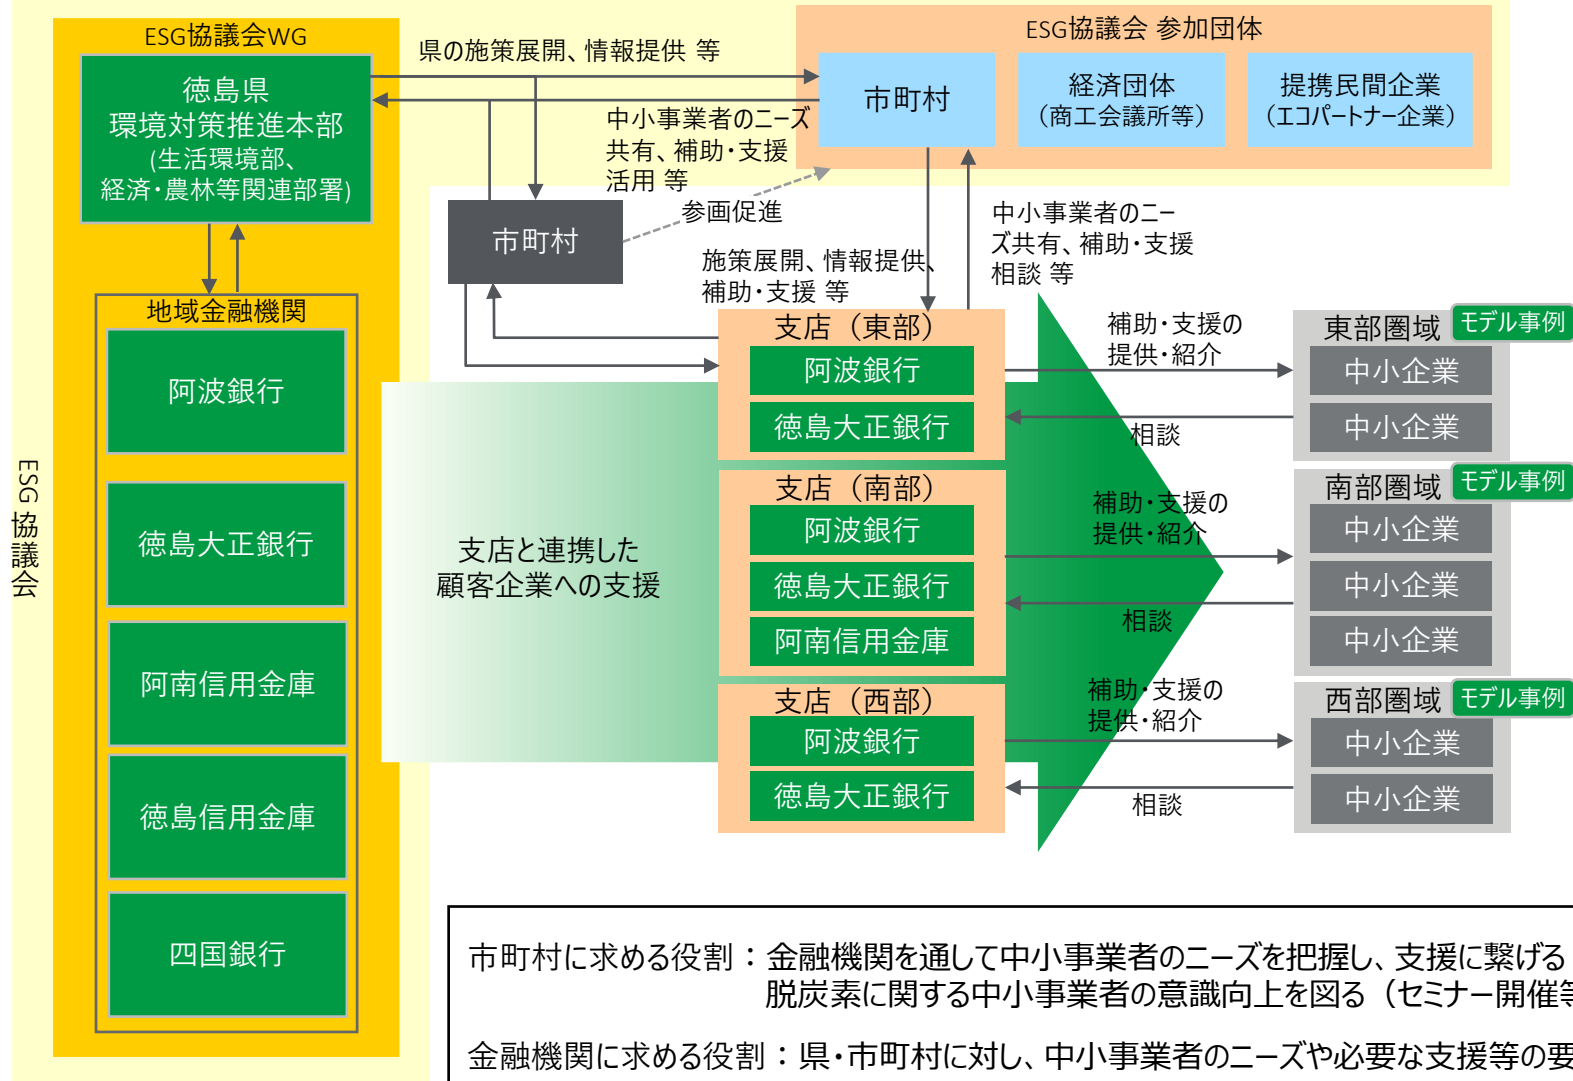 ESG協議会
ESG協議会WG
徳島県
環境対策推進本部
(生活環境部、
経済・農林等関連部署)
地域金融機関
阿波銀行
徳島大正銀行
阿南信用金庫
徳島信用金庫
四国銀行
県の施策展開、情報提供 等
中小事業者のニーズ
共有、補助・支援
活用 等
参画促進
市町村
ESG協議会 参加団体
市町村
経済団体
（商工会議所等）
提携民間企業
（エコパートナー企業）
施策展開、情報提供、
補助・支援 等
中小事業者のニー
ズ共有、補助・支援
相談 等
支店と連携した
顧客企業への支援
支店（東部）
阿波銀行
徳島大正銀行
補助・支援の
提供・紹介
相談
東部圏域
モデル事例
中小企業
中小企業
支店（南部）
阿波銀行
徳島大正銀行
阿南信用金庫
補助・支援の
提供・紹介
相談
南部圏域
モデル事例
中小企業
中小企業
中小企業
支店（西部）
阿波銀行
徳島大正銀行
補助・支援の
提供・紹介
相談
西部圏域
モデル事例
中小企業
中小企業
市町村に求める役割：金融機関を通して中小事業者のニーズを把握し、支援に繋げる
脱炭素に関する中小事業者の意識向上を図る（セミナー開催等
金融機関に求める役割：県・市町村に対し、中小事業者のニーズや必要な支援等の要